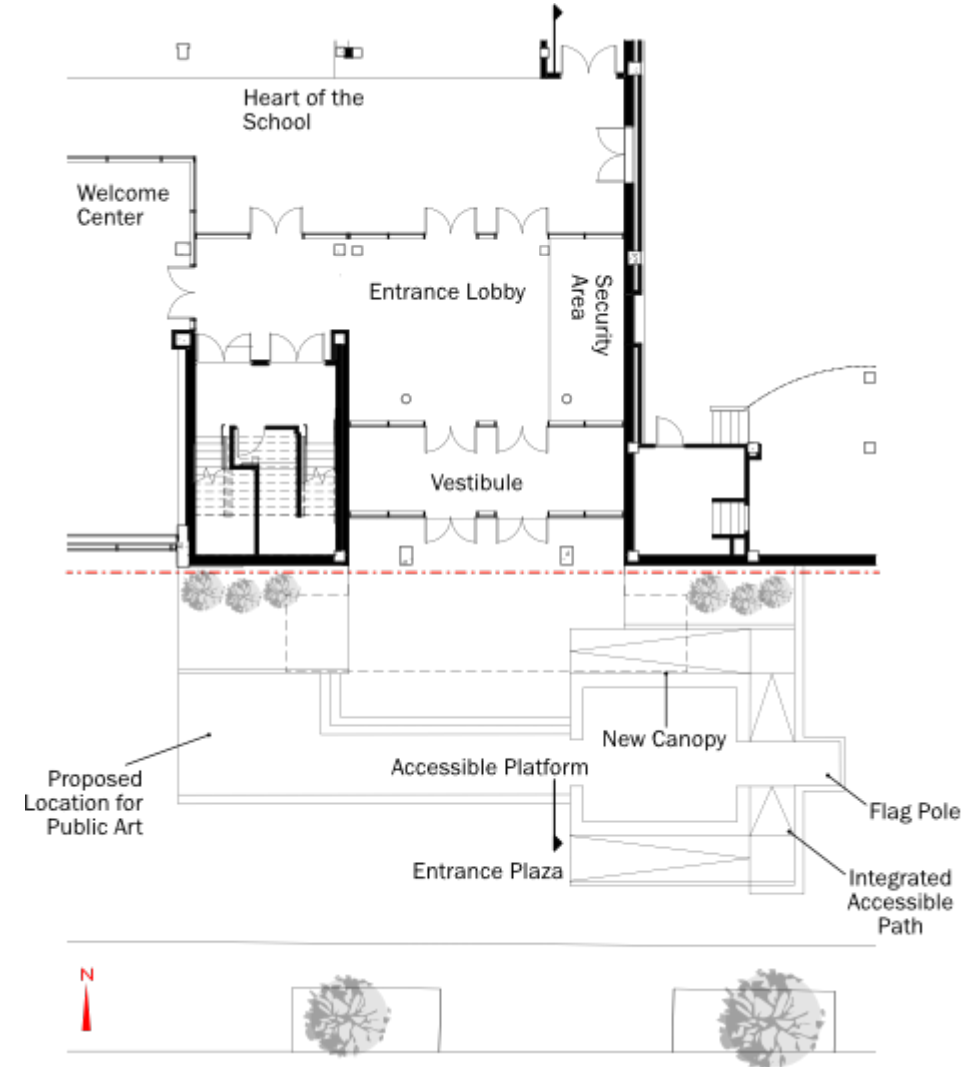 Heart of the
School
Welcome
Center
Entrance Lobby
Security
Area
Vestibule
New Canopy
Accessible Platform
Proposed
Location for
Public Art
Flag Pole
Entrance Plaza
Integrated
Accessible
Path
N